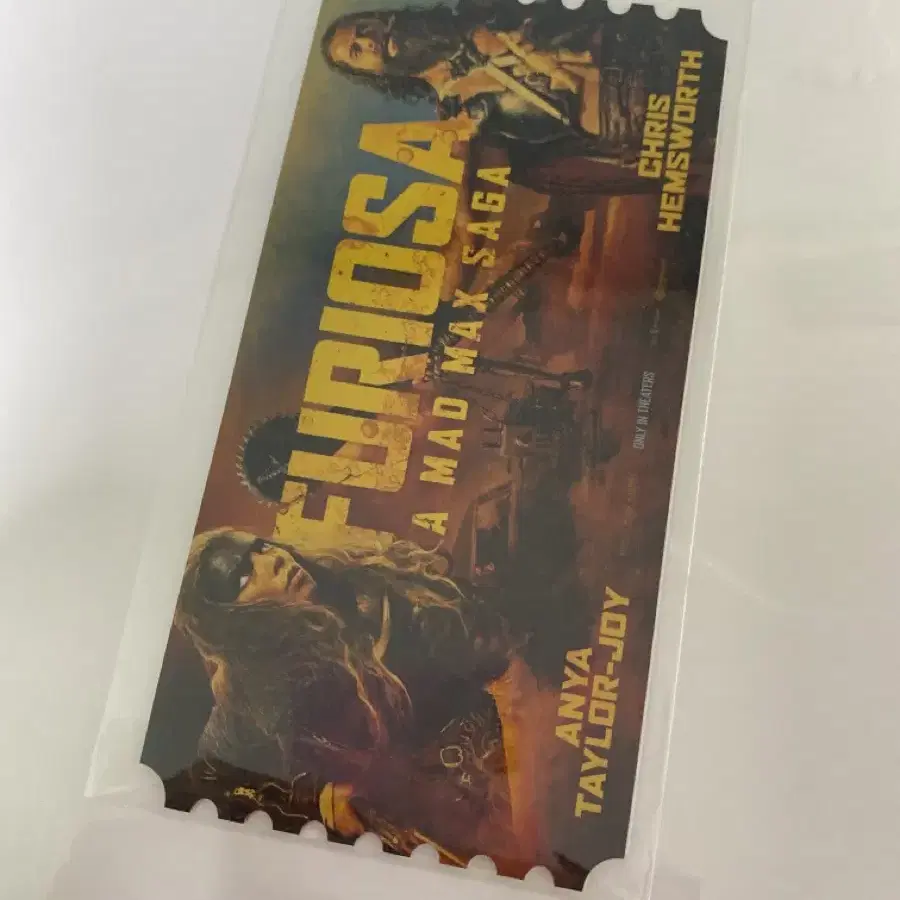 FURIOSA
A MAD MAX SAGA
ANYA
TAYLOR-JOY
ONLY IN THEATERS
CHRIS
HEMSWORTH